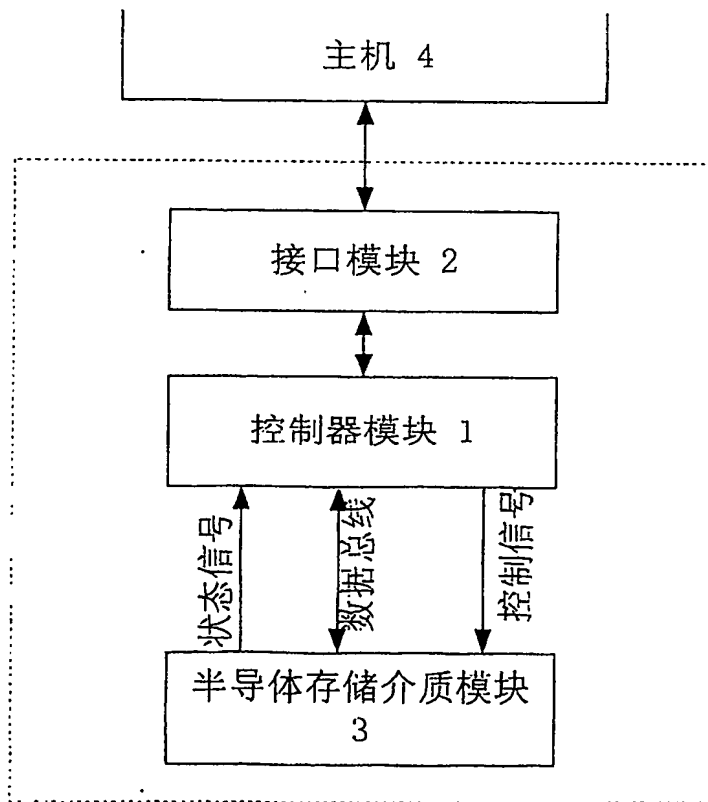 主机 4
接口模块 2
控制器模块 1
状态信号
数据总线
控制信号
半导体存储介质模块
3